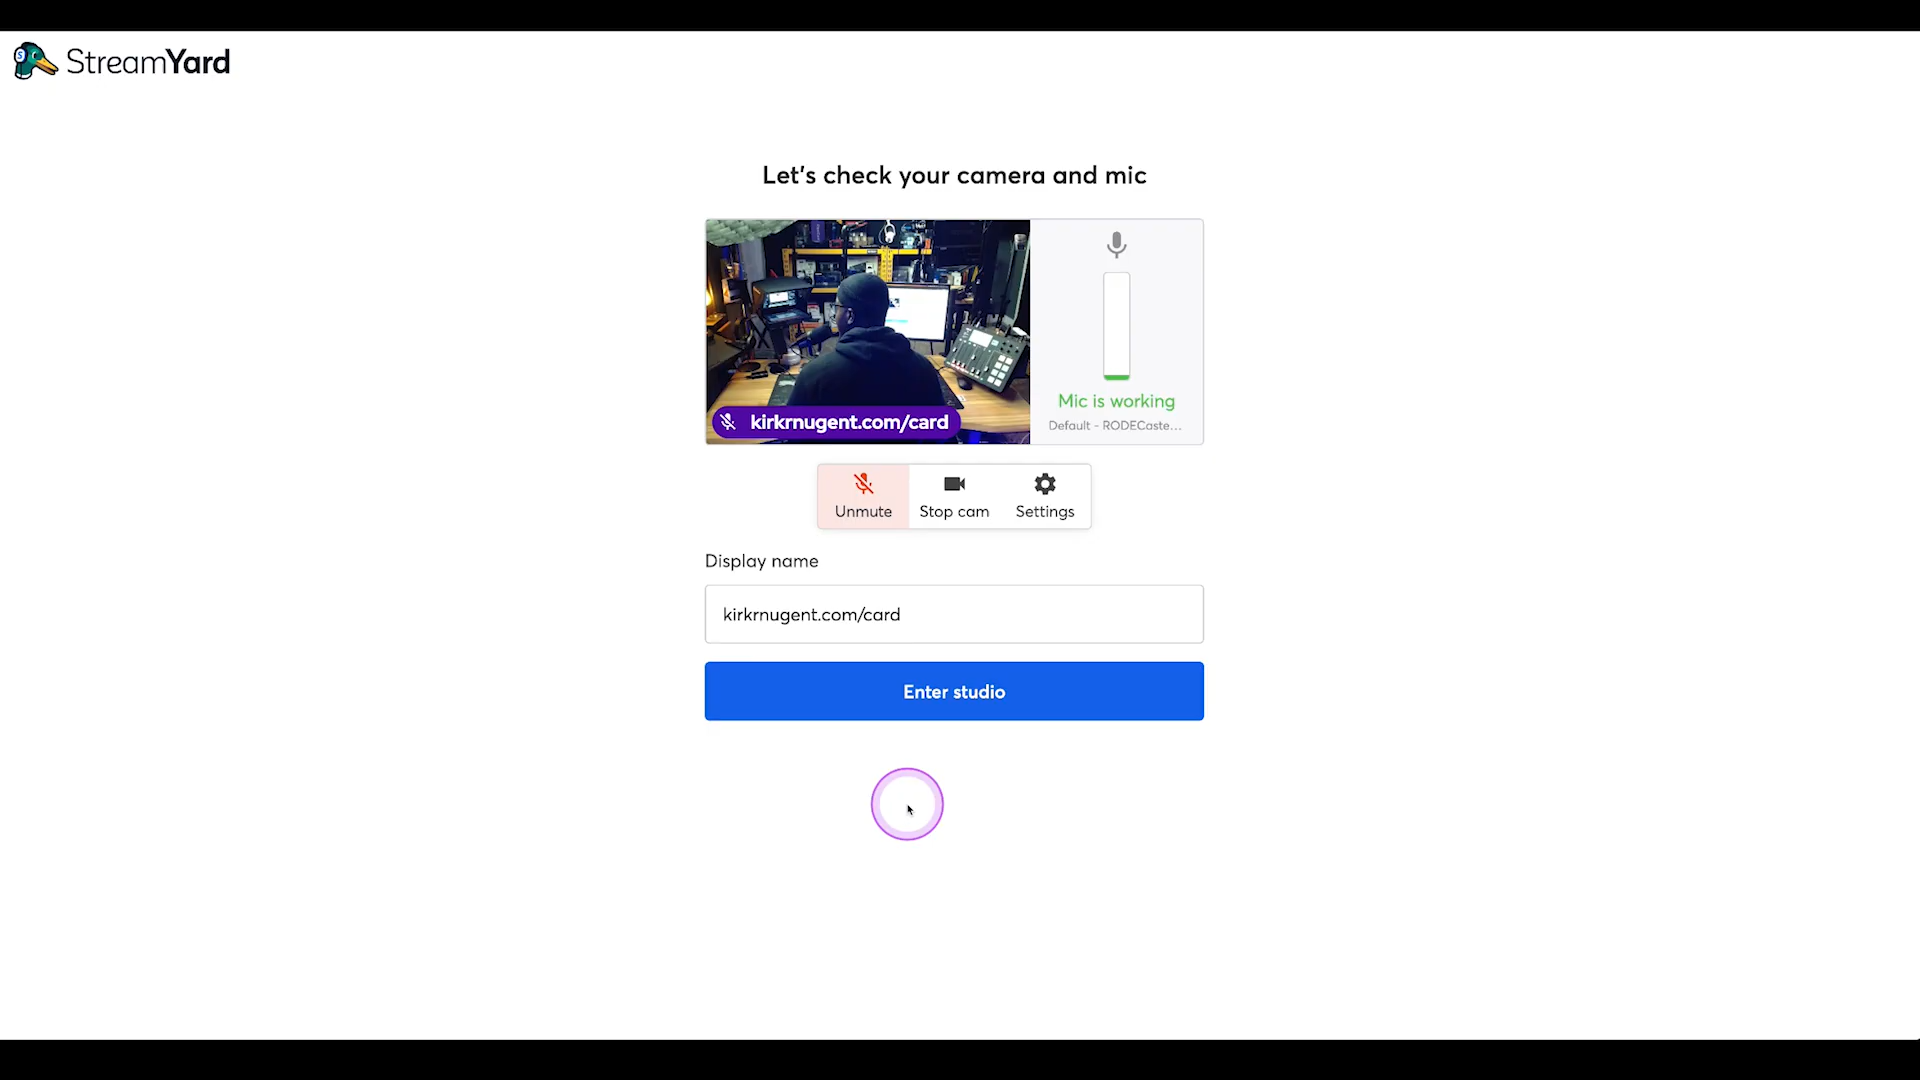 StreamYard
Let's check your camera and mic
kirkrnugent.com/card
Mic is working
Default - RODECaste...
Unmute
Stop cam
Settings
Display name
kirkrnugent.com/card
Enter studio